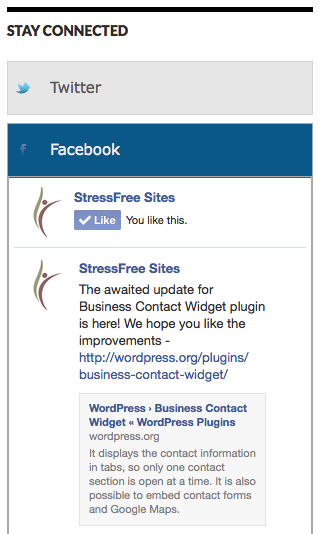 STAY CONNECTED
Twitter
Facebook
StressFree Sites
Like You like this.
StressFree Sites
The awaited update for
Business Contact Widget plugin
is here! We hope you like the
improvements -
http://wordpress.org/plugins/
business-contact-widget/
WordPress › Business Contact
Widget « WordPress Plugins
wordpress.org
It displays the contact information
in tabs, so only one contact
section is open at a time. It is also
possible to embed contact forms
and Google Maps.